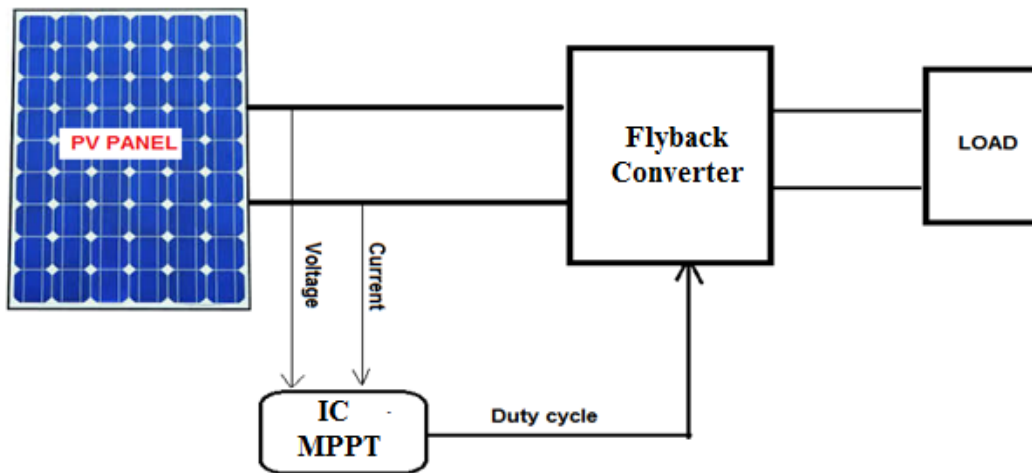 PV PANEL
Flyback
Converter
LOAD
Voltage
Current
IC
MPPT
Duty cycle